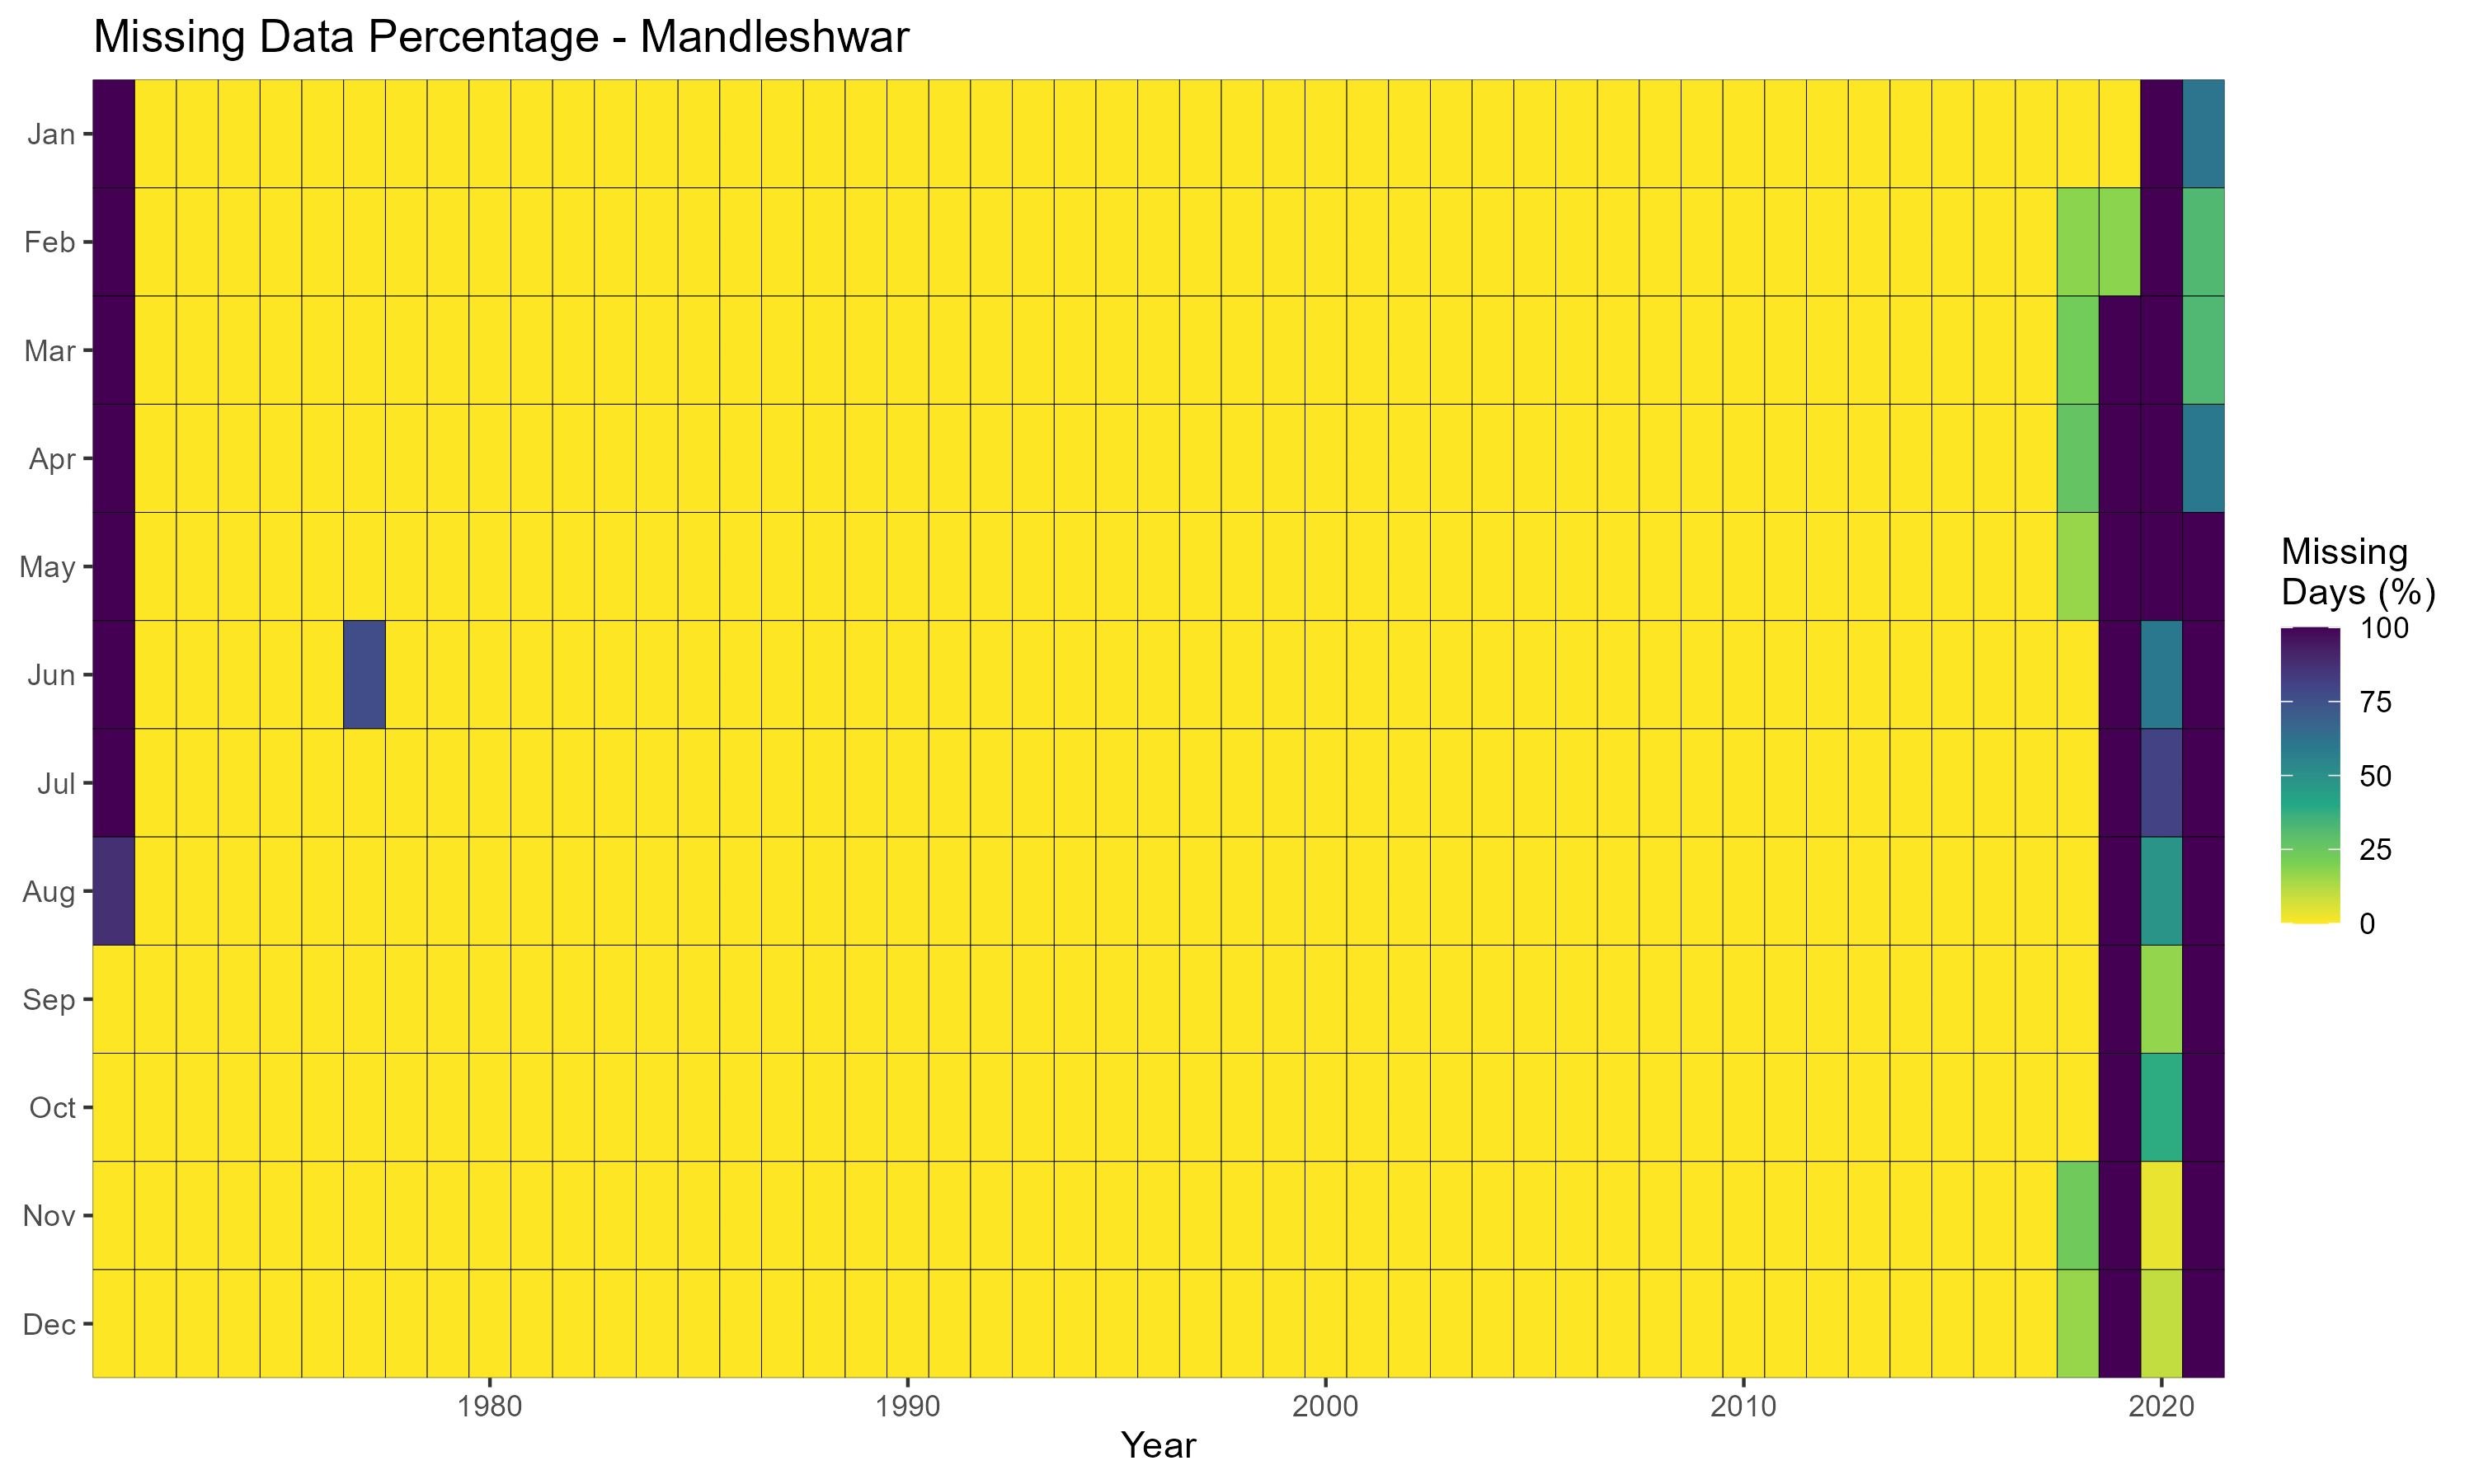 Missing Data Percentage - Mandleshwar
Jan
Feb
Mar
Apr
May
Jun
Jul
Aug
Sep
Oct
Nov
Dec
1980 1990 2000 2010 2020
Year
Missing
Days (%)
100
75
50
25
0